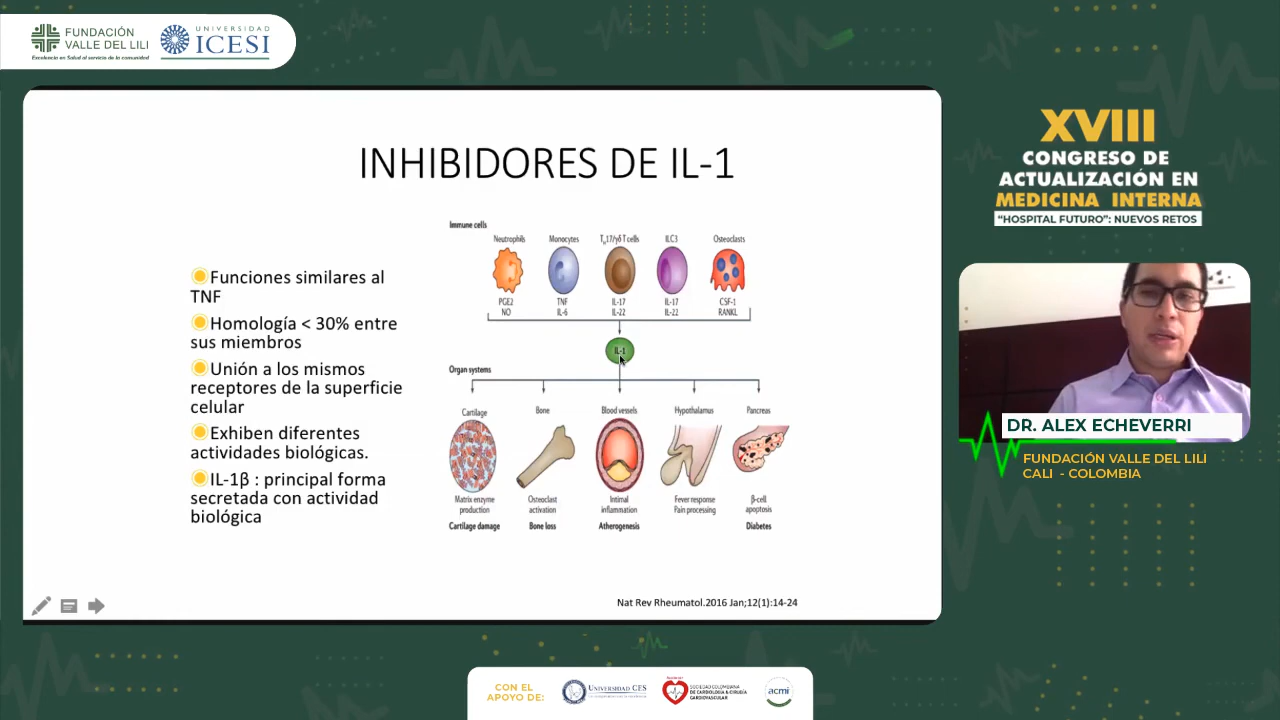 FUNDACIÓN
VALLE DEL LILI
Excelencia en Salud al servicio de la comunidad
UNIVERSIDAD
ICESI
INHIBIDORES DE IL-1
Funciones similares al
TNF
Homología < 30% entre
sus miembros
Unión a los mismos
receptores de la superficie
celular
Exhiben diferentes
actividades biológicas.
IL-1β : principal forma
secretada con actividad
biológica
Immune cells
Neutrophils Monocytes TH17/γδ T cells ILC3 Osteoclasts
PGE2 TNF IL-17 IL-17 CSF-1
NO IL-6 IL-22 IL-22 RANKL
IL-1
Organ systems
Cartilage Bone Blood vessels Hypothalamus Pancreas
Matrix enzyme Osteoclast Intimal Fever response β-cell
production activation inflammation Pain processing apoptosis
Cartilage damage Bone loss Atherogenesis Diabetes
Nat Rev Rheumatol.2016 Jan;12(1):14-24
XVIII
CONGRESO DE
ACTUALIZACIÓN EN
MEDICINA INTERNA
“HOSPITAL FUTURO”: NUEVOS RETOS
DR. ALEX ECHEVERRI
FUNDACIÓN VALLE DEL LILI
CALI - COLOMBIA
CON EL
APOYO DE:
UNIVERSIDAD CES
SOCIEDAD COLOMBIANA
DE CARDIOLOGÍA & CIRUGÍA
CARDIOVASCULAR
acmi